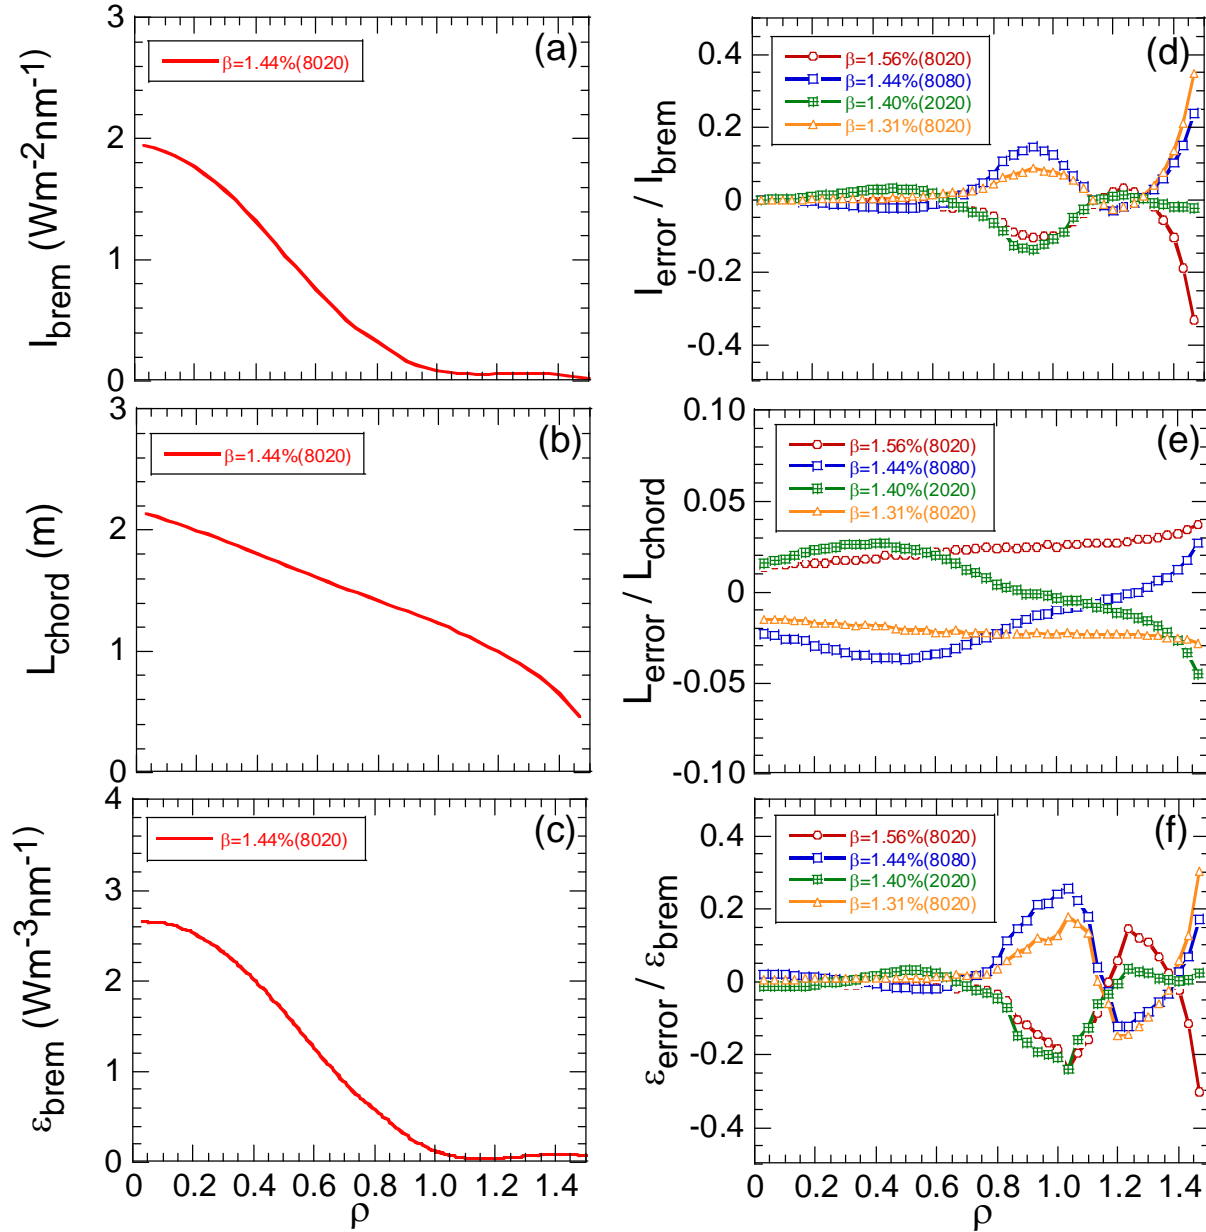 3
2
1
0
I_brem (Wm⁻²nm⁻¹)
β=1.44%(8020)
(a)
0.4
0.2
0
-0.2
-0.4
I_error / I_brem
β=1.56%(8020)
β=1.44%(8080)
β=1.40%(2020)
β=1.31%(8020)
(d)
3
2
1
0
L_chord (m)
β=1.44%(8020)
(b)
0.10
0.05
0
-0.05
-0.10
L_error / L_chord
β=1.56%(8020)
β=1.44%(8080)
β=1.40%(2020)
β=1.31%(8020)
(e)
4
3
2
1
0
ε_brem (Wm⁻³nm⁻¹)
β=1.44%(8020)
(c)
0 0.2 0.4 0.6 0.8 1.0 1.2 1.4
ρ
0.4
0.2
0
-0.2
-0.4
ε_error / ε_brem
β=1.56%(8020)
β=1.44%(8080)
β=1.40%(2020)
β=1.31%(8020)
(f)
0 0.2 0.4 0.6 0.8 1.0 1.2 1.4
ρ